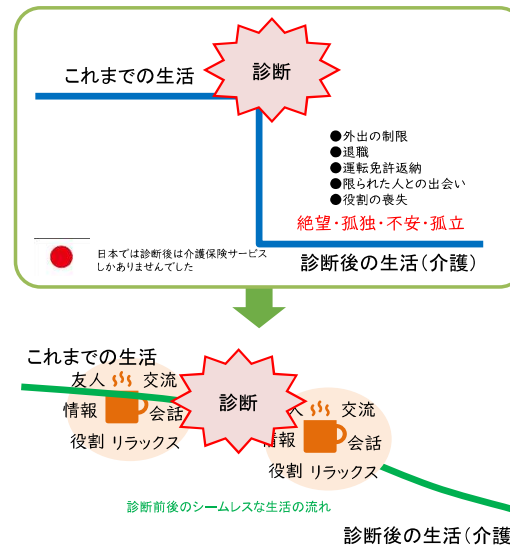 これまでの生活
診断
●外出の制限
●退職
●運転免許返納
●限られた人との出会い
●役割の喪失
絶望・孤独・不安・孤立
日本では診断後は介護保険サービス
しかありませんでした
診断後の生活(介護)
これまでの生活
友人 交流
情報 会話
役割 リラックス
診断
人 交流
報 会話
役割 リラックス
診断前後のシームレスな生活の流れ
診断後の生活(介護